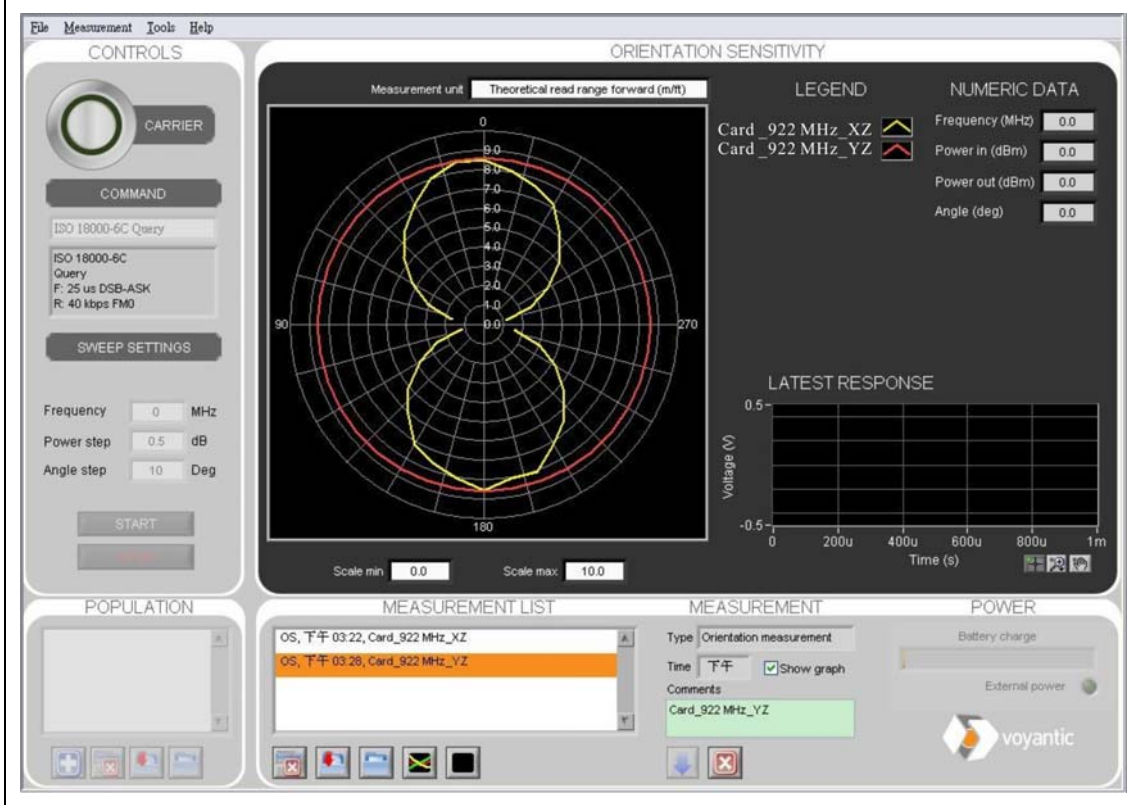 File Measurement Tools Help
CONTROLS
CARRIER
COMMAND
ISO 18000-6C Query
ISO 18000-6C
Query
F: 25 us DSB-ASK
R: 40 kbps FM0
SWEEP SETTINGS
Frequency 0 MHz
Power step 0.5 dB
Angle step 10 Deg
START
ORIENTATION SENSITIVITY
Measurement unit Theoretical read range forward (m/ft)
0
9.0
8.0
7.0
6.0
5.0
4.0
3.0
2.0
1.0
0.0
90
270
180
Scale min 0.0 Scale max 10.0
LEGEND
Card _922 MHz_XZ
Card _922 MHz_YZ
NUMERIC DATA
Frequency (MHz) 0.0
Power in (dBm) 0.0
Power out (dBm) 0.0
Angle (deg) 0.0
LATEST RESPONSE
Voltage (V)
0.5
-0.5
0 200u 400u 600u 800u 1m
Time (s)
POPULATION
MEASUREMENT LIST
OS, 下午 03:22, Card_922 MHz_XZ
OS, 下午 03:28, Card_922 MHz_YZ
MEASUREMENT
Type Orientation measurement
Time 下午 Show graph
Comments
Card_922 MHz_YZ
POWER
Battery charge
External power
voyantic